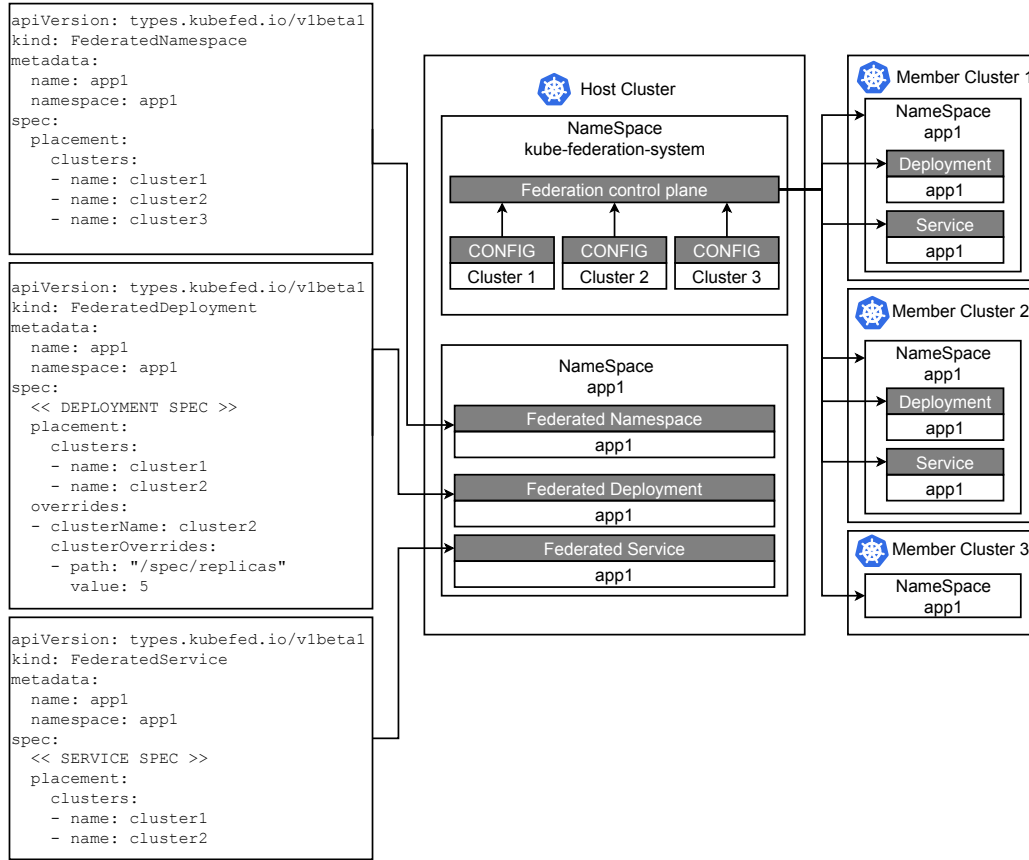 apiVersion: types.kubefed.io/v1beta1
kind: FederatedNamespace
metadata:
  name: app1
  namespace: app1
spec:
  placement:
    clusters:
    - name: cluster1
    - name: cluster2
    - name: cluster3
apiVersion: types.kubefed.io/v1beta1
kind: FederatedDeployment
metadata:
  name: app1
  namespace: app1
spec:
  << DEPLOYMENT SPEC >>
  placement:
    clusters:
    - name: cluster1
    - name: cluster2
  overrides:
  - clusterName: cluster2
    clusterOverrides:
    - path: "/spec/replicas"
      value: 5
apiVersion: types.kubefed.io/v1beta1
kind: FederatedService
metadata:
  name: app1
  namespace: app1
spec:
  << SERVICE SPEC >>
  placement:
    clusters:
    - name: cluster1
    - name: cluster2
Host Cluster
NameSpace
kube-federation-system
Federation control plane
CONFIG
Cluster 1
CONFIG
Cluster 2
CONFIG
Cluster 3
NameSpace
app1
Federated Namespace
app1
Federated Deployment
app1
Federated Service
app1
Member Cluster 1
NameSpace
app1
Deployment
app1
Service
app1
Member Cluster 2
NameSpace
app1
Deployment
app1
Service
app1
Member Cluster 3
NameSpace
app1